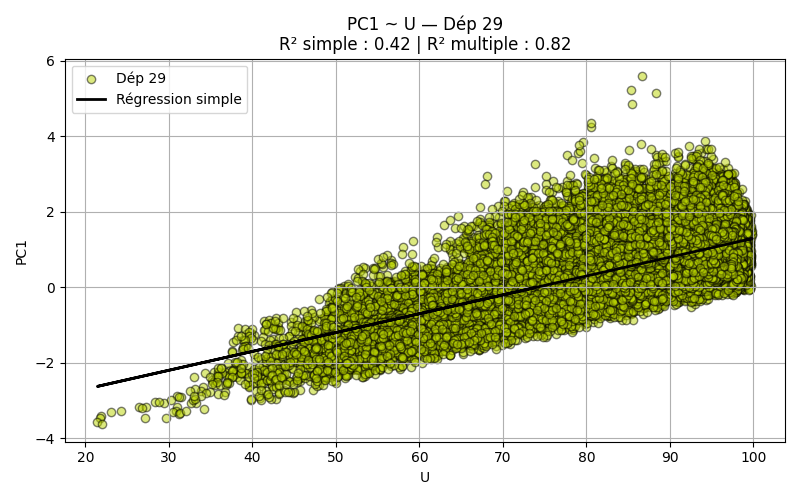 PC1 ~ U — Dép 29
R² simple : 0.42 | R² multiple : 0.82
Dép 29
Régression simple
6
4
2
0
−2
−4
PC1
20 30 40 50 60 70 80 90 100
U